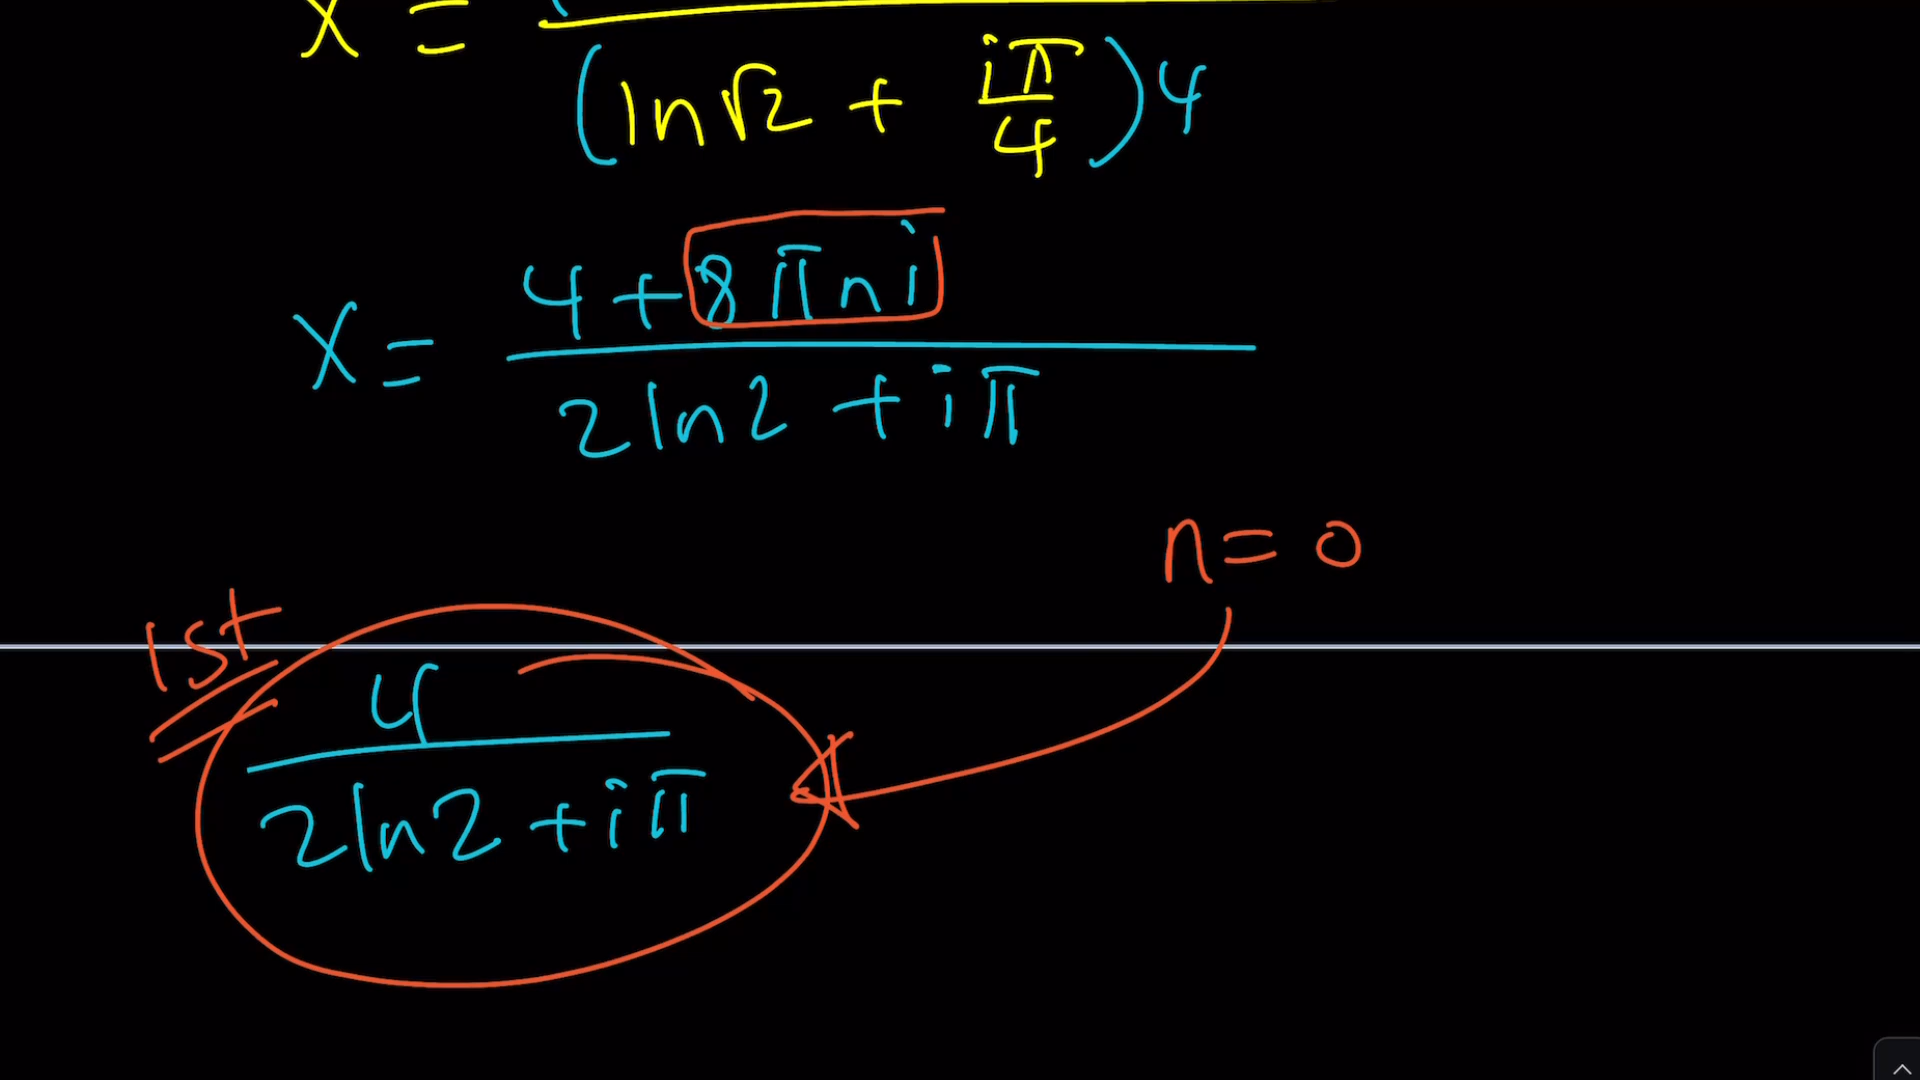 X =
(ln√2 + iπ/4)4
X = (4 + 8πni)/(2ln2 + iπ)
n = 0
1st
4/(2ln2 + iπ)